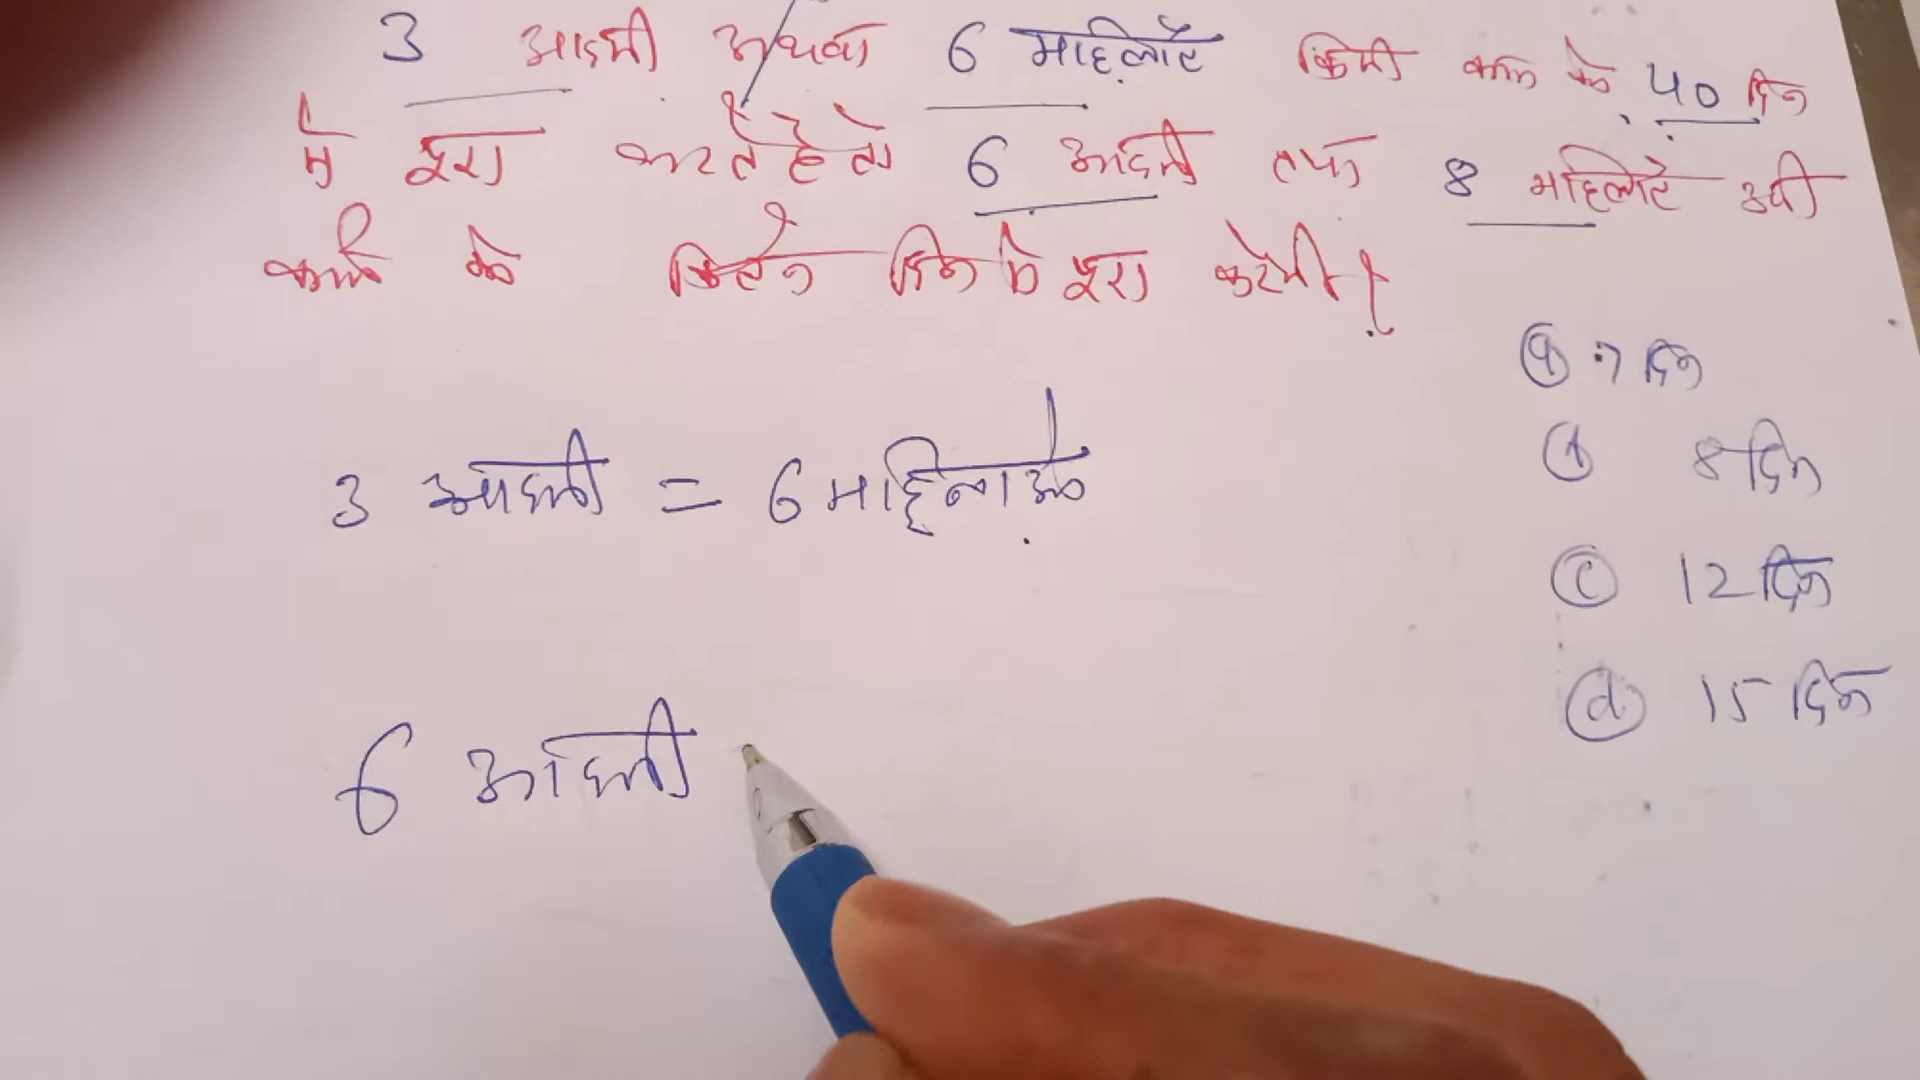 3 आदमी अथवा 6 महिलाएँ किसी काम को 40 दिन
में पूरा करते है तो 6 आदमी तथा 8 महिलाएँ उसी
कार्य को कितने दिन में पूरा करेगी ?
3 आदमी = 6 महिलाओ
6 आदमी
ⓐ 7 दिन
8 दिन
ⓒ 12 दिन
ⓓ 15 दिन